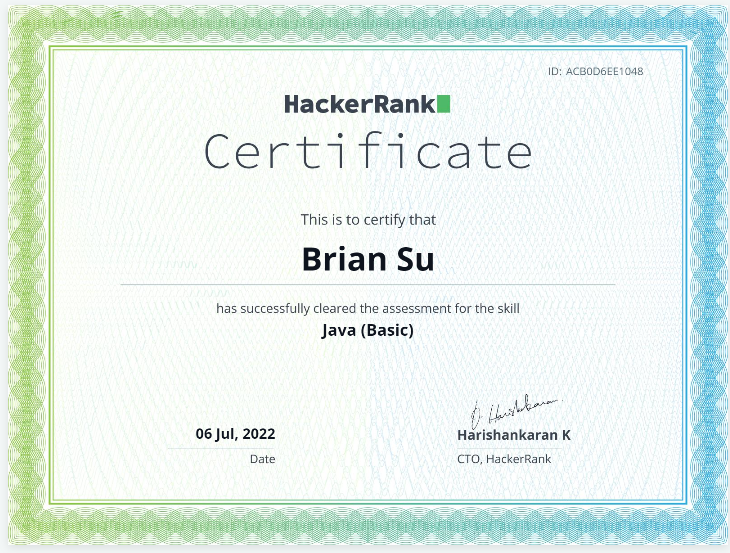 ID: ACB0D6EE1048
HackerRank
Certificate
This is to certify that
Brian Su
has successfully cleared the assessment for the skill
Java (Basic)
06 Jul, 2022
Date
Harishankaran K
CTO, HackerRank